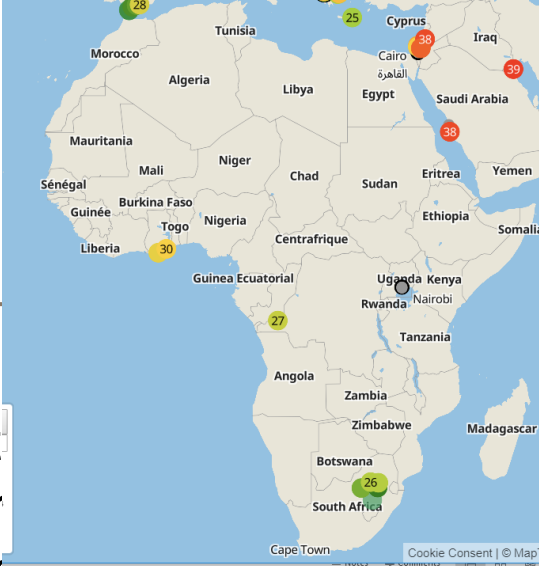 28
25
Cyprus
Tunisia
38
Iraq
Morocco
Cairo
القاهرة
39
Algeria
Libya
Egypt
Saudi Arabia
38
Mauritania
Mali
Niger
Chad
Sudan
Eritrea
Yemen
Sénégal
Burkina Faso
Guinée
Togo
Nigeria
Ethiopia
Somalia
Liberia
30
Centrafrique
Guinea Ecuatorial
Uganda
Kenya
Rwanda
Nairobi
27
Tanzania
Angola
Zambia
Zimbabwe
Madagascar
Botswana
26
South Africa
Cape Town
Cookie Consent | © MapT